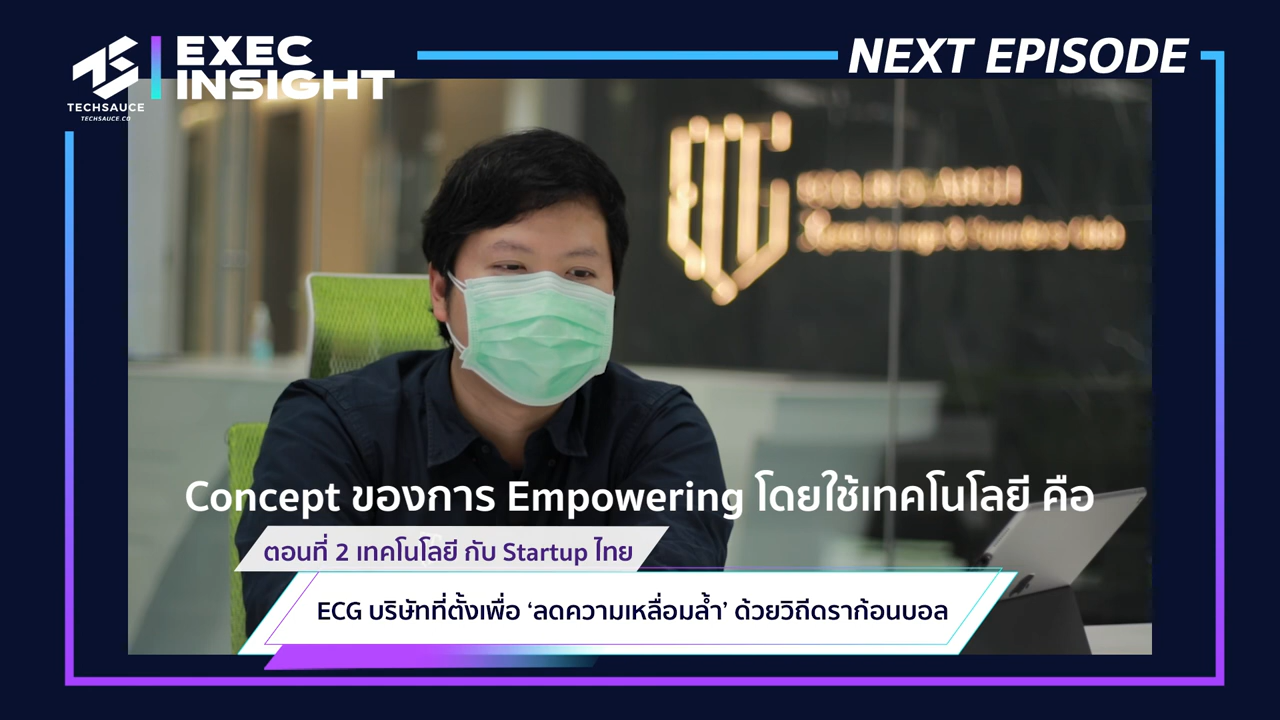 EXEC
INSIGHT
NEXT EPISODE
TECHSAUCE
TECHSAUCE.CO
Concept ของการ Empowering โดยใช้เทคโนโลยี คือ
ตอนที่ 2 เทคโนโลยี กับ Startup ไทย
ECG บริษัทที่ตั้งเพื่อ ‘ลดความเหลื่อมล้ำ’ ด้วยวิถีดราก้อนบอล